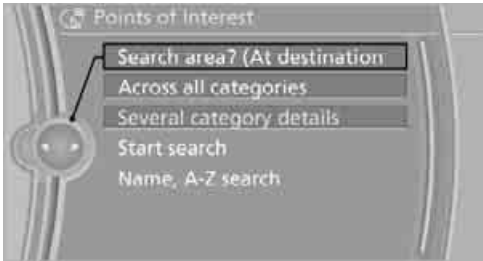 Points of Interest
Search area? (At destination
Across all categories
Several category details
Start search
Name, A-Z search